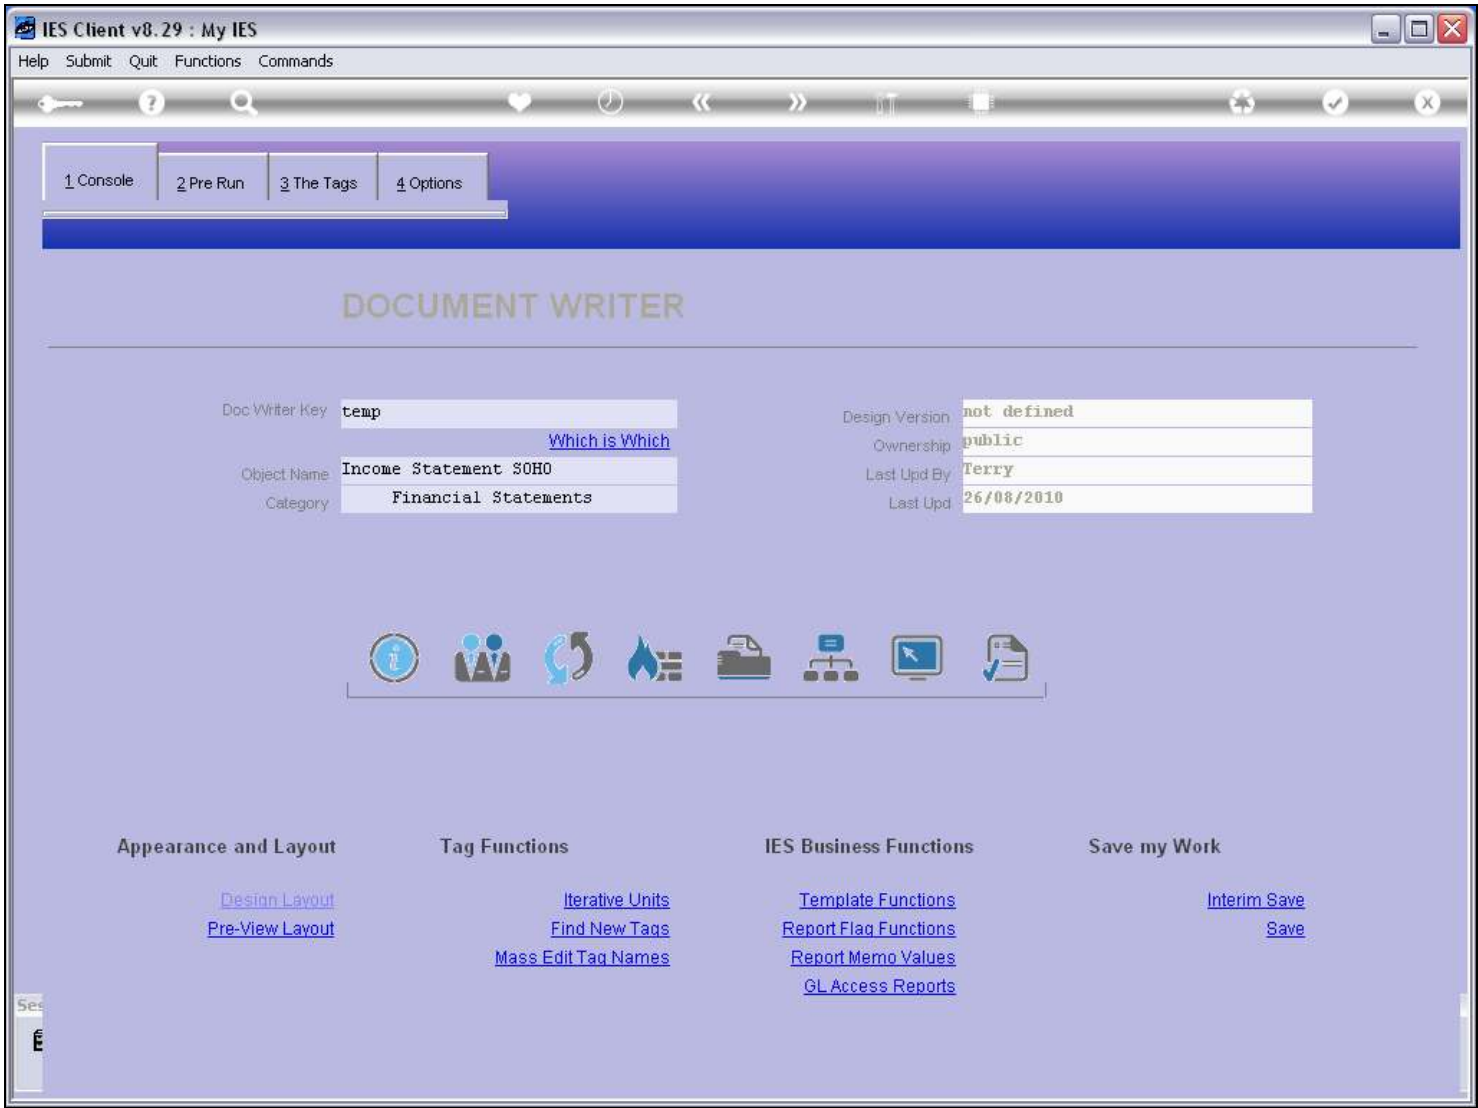 IES Client v8.29 : My IES
Help Submit Quit Functions Commands
1 Console
2 Pre Run
3 The Tags
4 Options
DOCUMENT WRITER
Doc Writer Key temp
Which is Which
Object Name Income Statement SOHO
Category Financial Statements
Design Version not defined
Ownership public
Last Upd By Terry
Last Upd 26/08/2010
Appearance and Layout
Design Layout
Pre-View Layout
Tag Functions
Iterative Units
Find New Tags
Mass Edit Tag Names
IES Business Functions
Template Functions
Report Flag Functions
Report Memo Values
GL Access Reports
Save my Work
Interim Save
Save